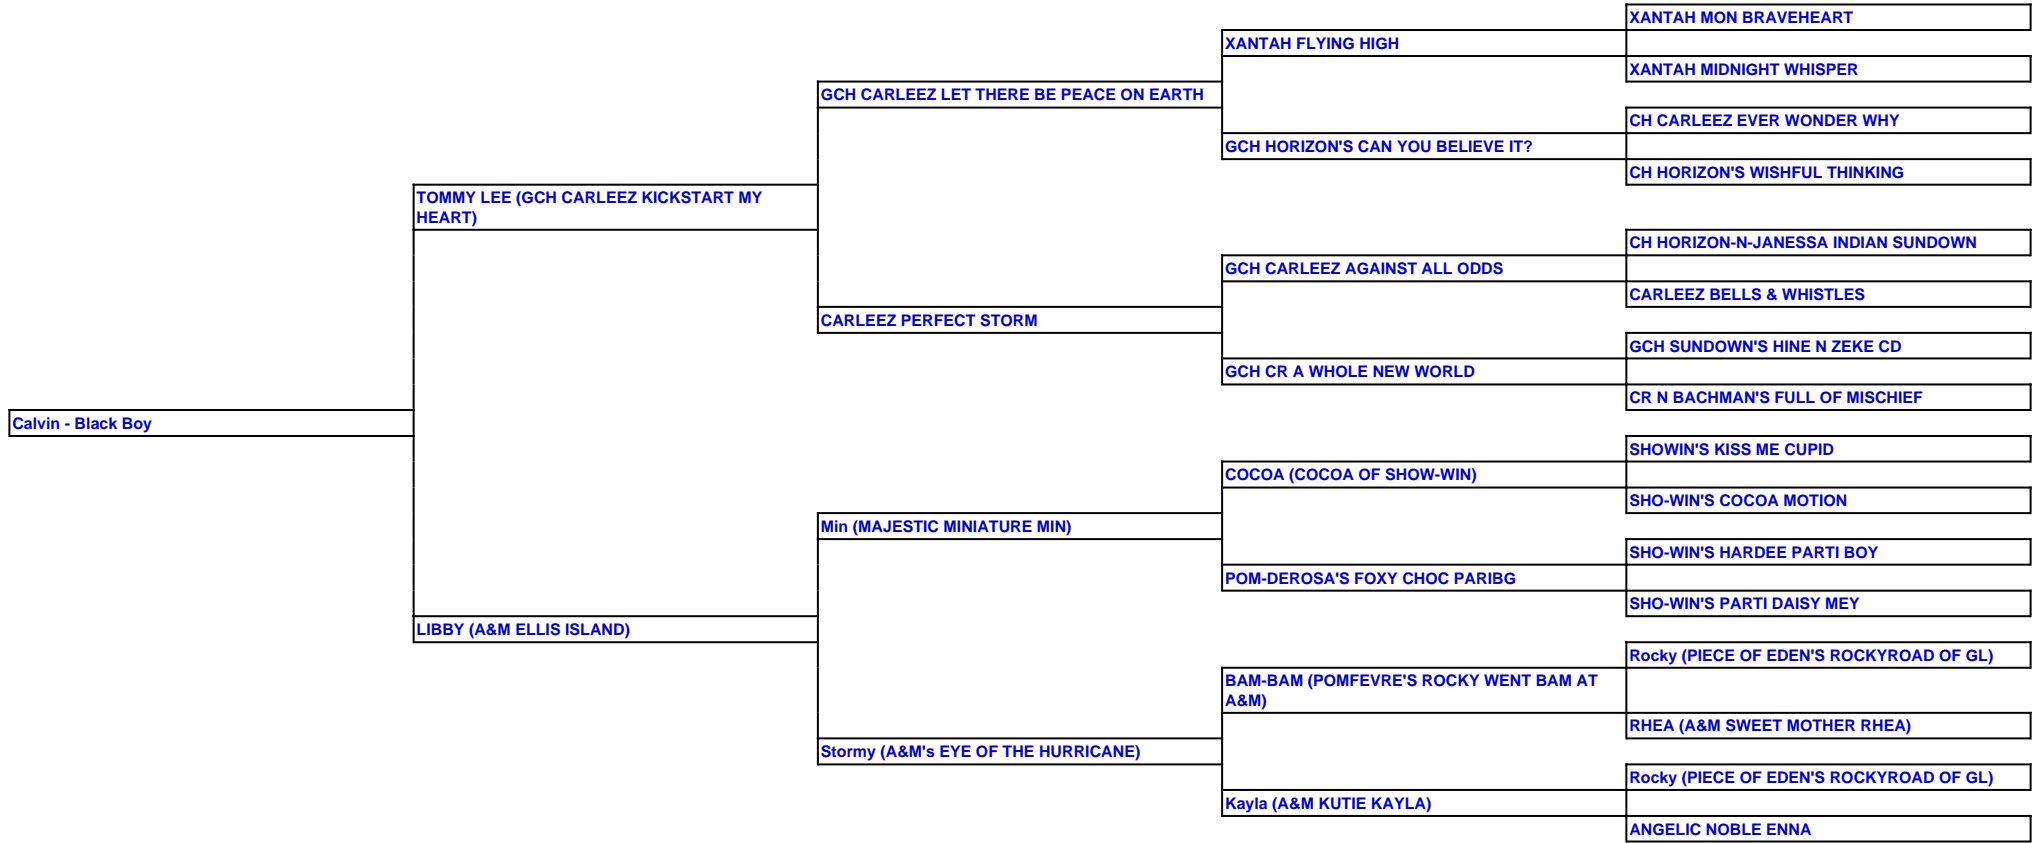 XANTAH MON BRAVEHEART
XANTAH FLYING HIGH
XANTAH MIDNIGHT WHISPER
GCH CARLEEZ LET THERE BE PEACE ON EARTH
CH CARLEEZ EVER WONDER WHY
GCH HORIZON'S CAN YOU BELIEVE IT?
CH HORIZON'S WISHFUL THINKING
TOMMY LEE (GCH CARLEEZ KICKSTART MY
HEART)
CH HORIZON-N-JANESSA INDIAN SUNDOWN
GCH CARLEEZ AGAINST ALL ODDS
CARLEEZ BELLS & WHISTLES
CARLEEZ PERFECT STORM
GCH SUNDOWN'S HINE N ZEKE CD
GCH CR A WHOLE NEW WORLD
CR N BACHMAN'S FULL OF MISCHIEF
Calvin - Black Boy
SHOWIN'S KISS ME CUPID
COCOA (COCOA OF SHOW-WIN)
SHO-WIN'S COCOA MOTION
Min (MAJESTIC MINIATURE MIN)
SHO-WIN'S HARDEE PARTI BOY
POM-DEROSA'S FOXY CHOC PARIBG
SHO-WIN'S PARTI DAISY MEY
LIBBY (A&M ELLIS ISLAND)
Rocky (PIECE OF EDEN'S ROCKYROAD OF GL)
BAM-BAM (POMFEVRE'S ROCKY WENT BAM AT
A&M)
RHEA (A&M SWEET MOTHER RHEA)
Stormy (A&M's EYE OF THE HURRICANE)
Rocky (PIECE OF EDEN'S ROCKYROAD OF GL)
Kayla (A&M KUTIE KAYLA)
ANGELIC NOBLE ENNA